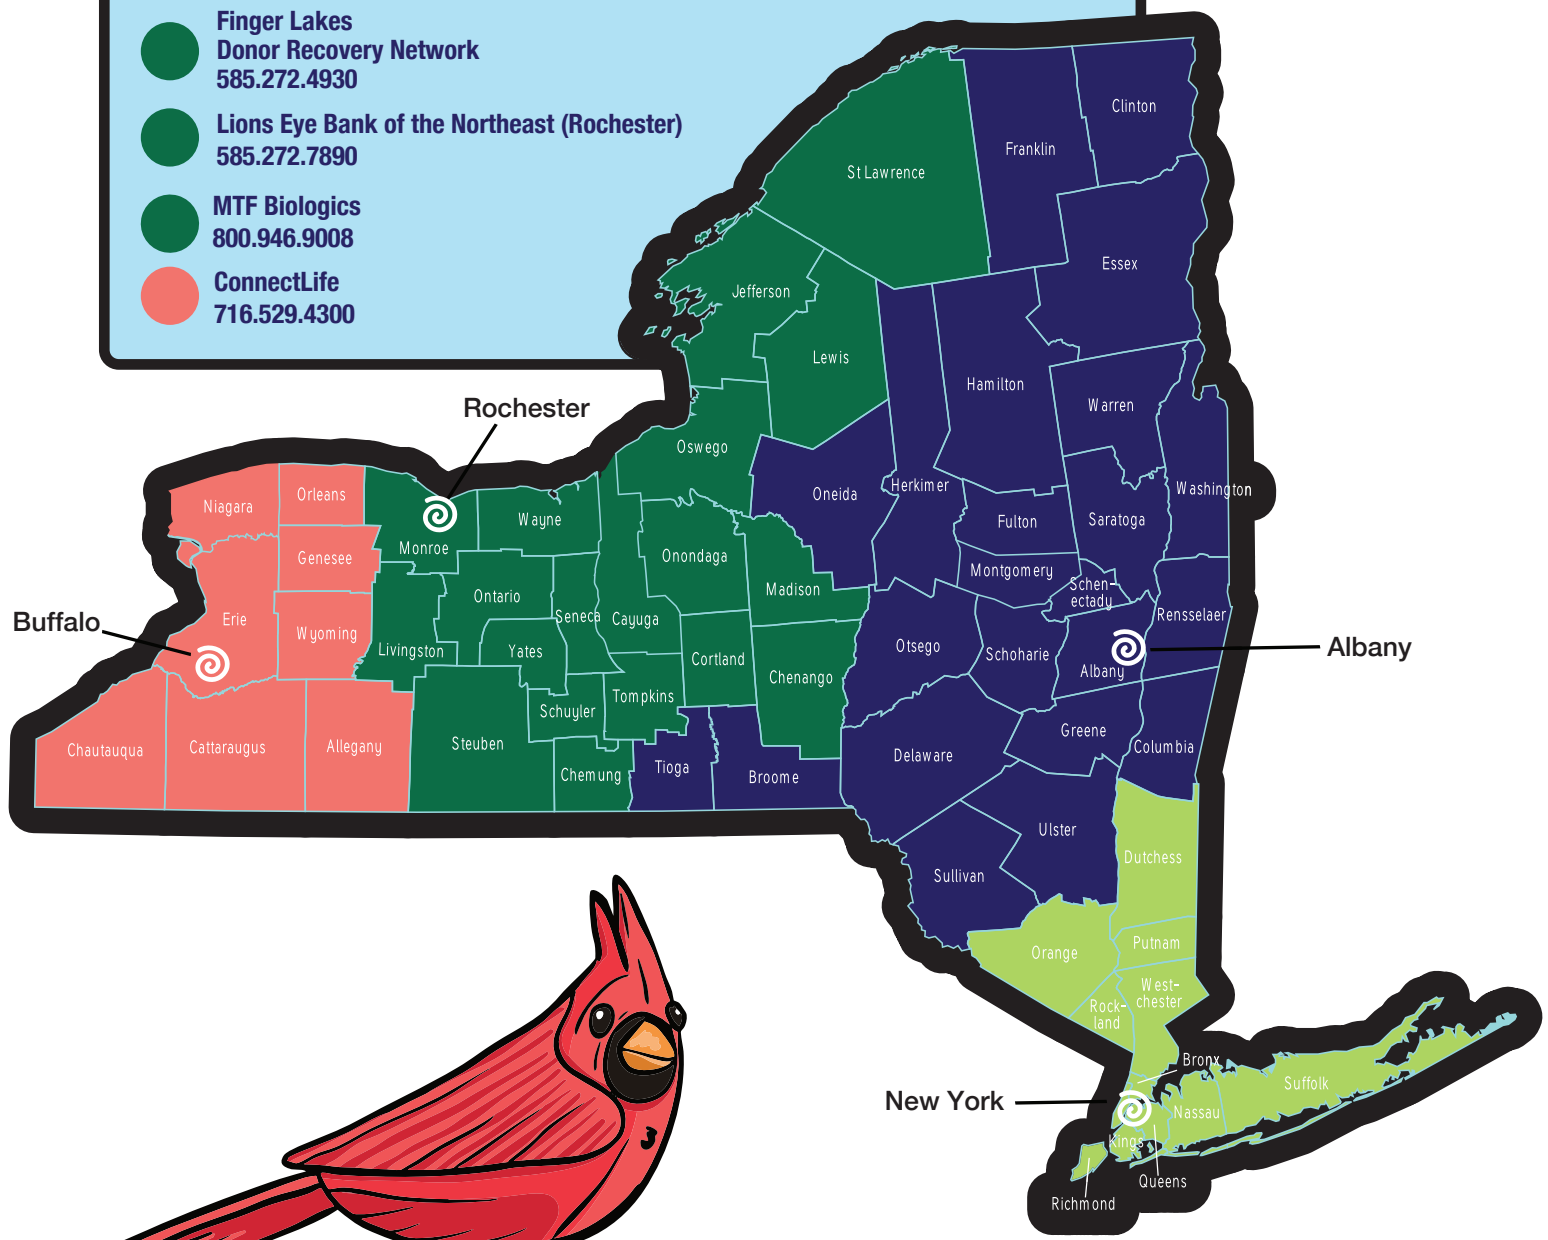 Finger Lakes
Donor Recovery Network
585.272.4930
Lions Eye Bank of the Northeast (Rochester)
585.272.7890
MTF Biologics
800.946.9008
ConnectLife
716.529.4300
Clinton
Franklin
St Lawrence
Essex
Jefferson
Lewis
Hamilton
Warren
Rochester
Oswego
Oneida
Herkimer
Washington
Niagara
Orleans
Wayne
Fulton
Saratoga
Monroe
Genesee
Onondaga
Montgomery
Madison
Schen-
ectady
Ontario
Seneca
Cayuga
Rensselaer
Buffalo
Erie
Wyoming
Livingston
Yates
Cortland
Otsego
Schoharie
Albany
Albany
Chenango
Tompkins
Schuyler
Chautauqua
Cattaraugus
Allegany
Steuben
Greene
Columbia
Chemung
Tioga
Broome
Delaware
Ulster
Dutchess
Sullivan
Orange
Putnam
West-
chester
Rock-
land
Bronx
Suffolk
New York
Nassau
Kings
Queens
Richmond